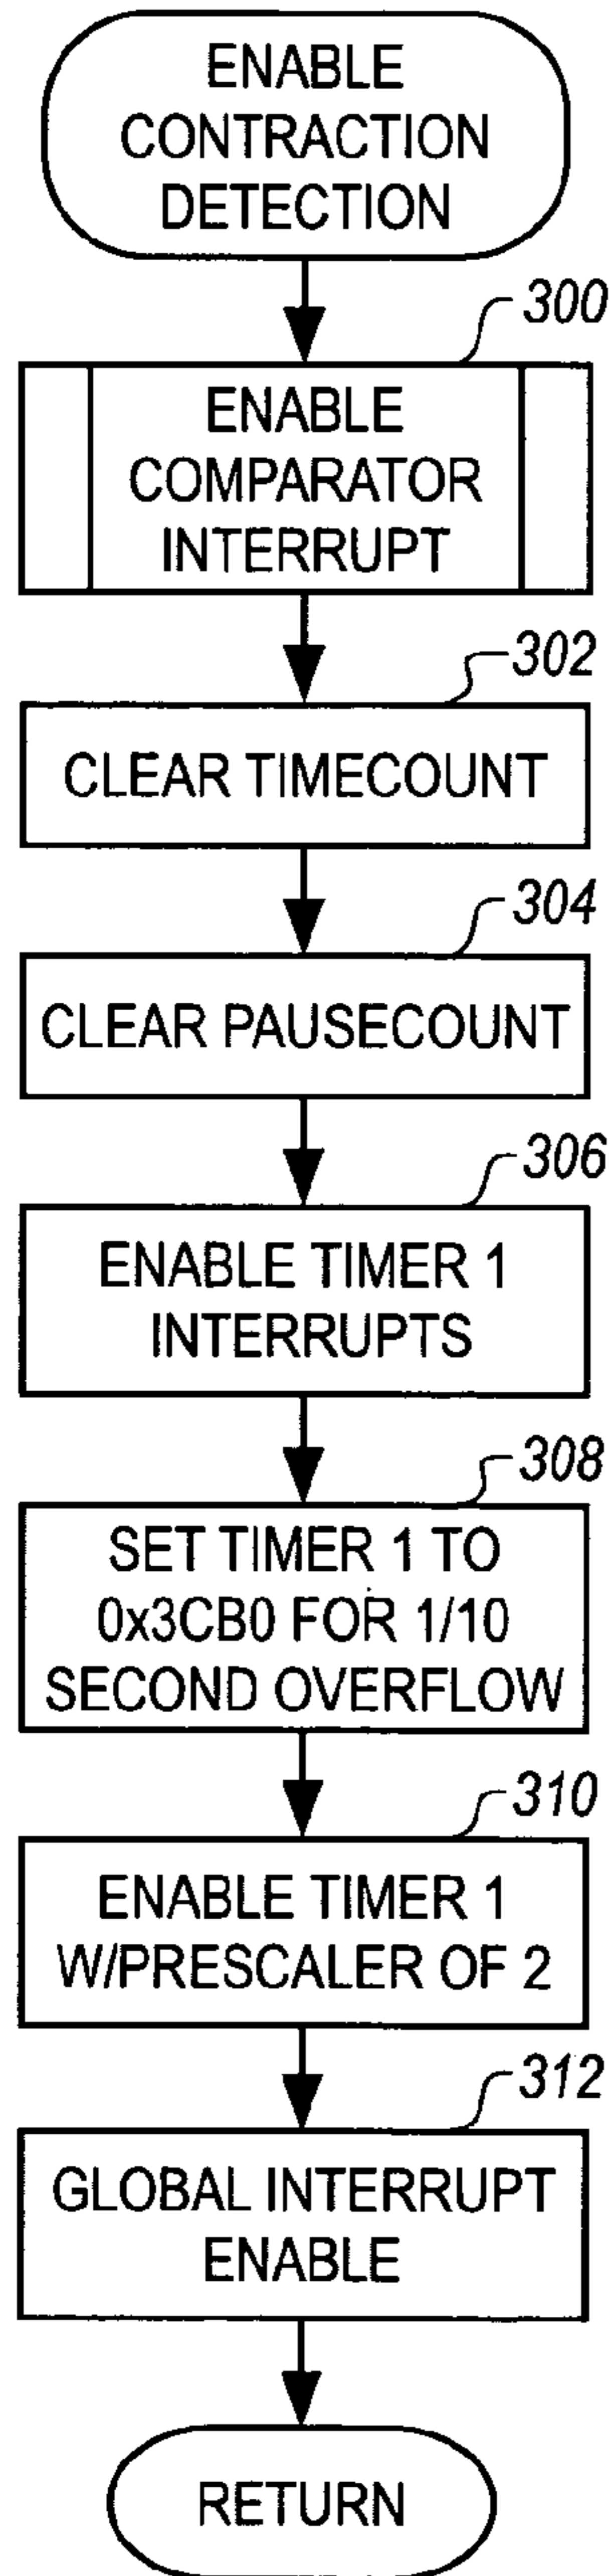 ENABLE
CONTRACTION
DETECTION
300
ENABLE
COMPARATOR
INTERRUPT
302
CLEAR TIMECOUNT
304
CLEAR PAUSECOUNT
306
ENABLE TIMER 1
INTERRUPTS
308
SET TIMER 1 TO
0x3CB0 FOR 1/10
SECOND OVERFLOW
310
ENABLE TIMER 1
W/PRESCALER OF 2
312
GLOBAL INTERRUPT
ENABLE
RETURN